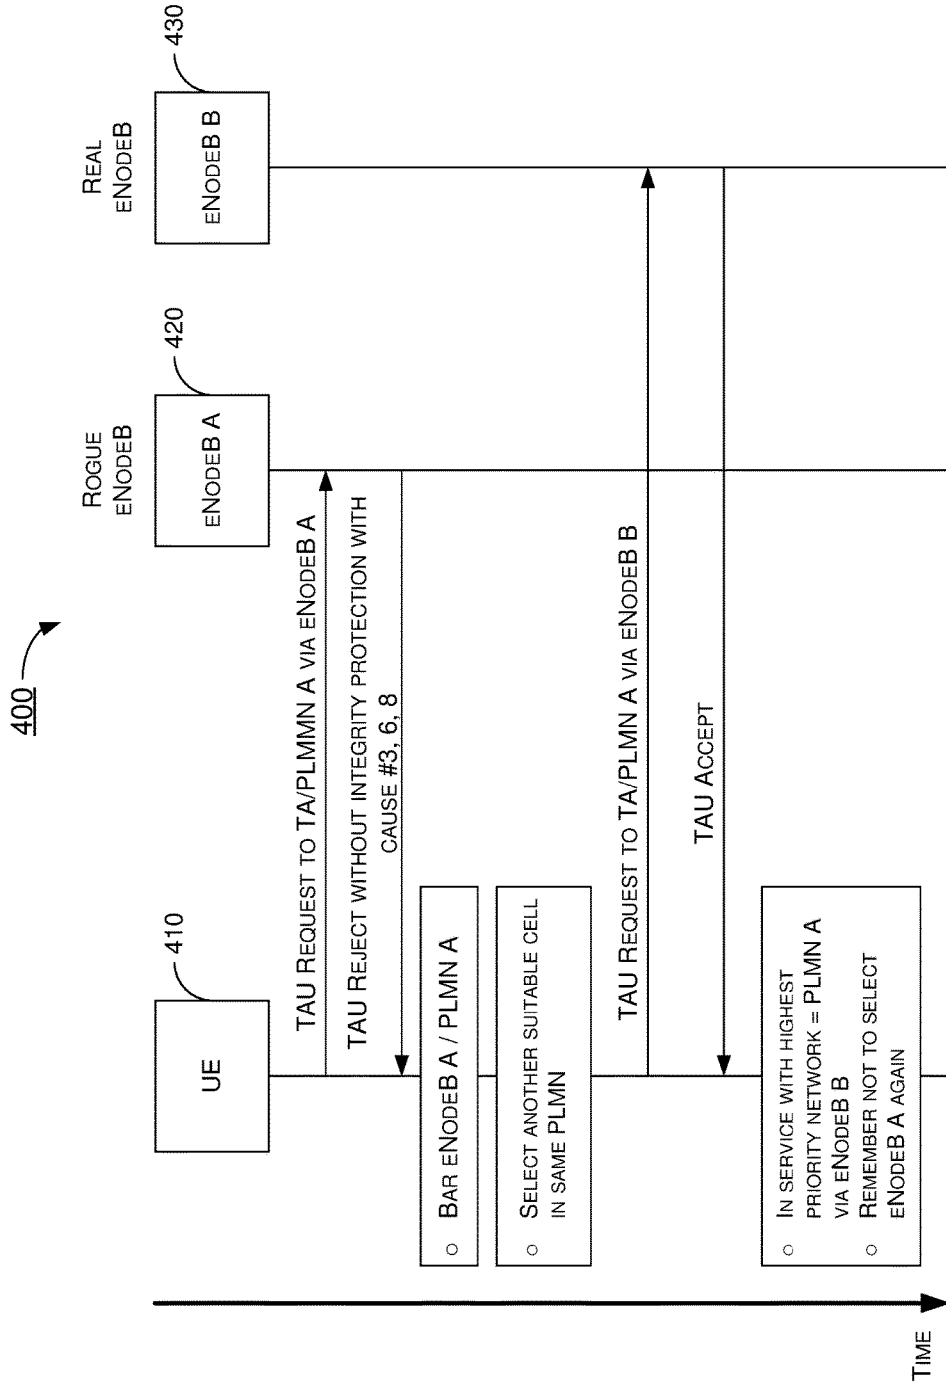 400
REAL
ENODEB
430
ENODEB B
ROGUE
ENODEB
420
ENODEB A
410
UE
TAU REQUEST TO TA/PLMMN A VIA ENODEB A
TAU REJECT WITHOUT INTEGRITY PROTECTION WITH
CAUSE #3, 6, 8
○ BAR ENODEB A / PLMN A
○ SELECT ANOTHER SUITABLE CELL
IN SAME PLMN
TAU REQUEST TO TA/PLMN A VIA ENODEB B
TAU ACCEPT
○ IN SERVICE WITH HIGHEST
PRIORITY NETWORK = PLMN A
VIA ENODEB B
○ REMEMBER NOT TO SELECT
ENODEB A AGAIN
TIME